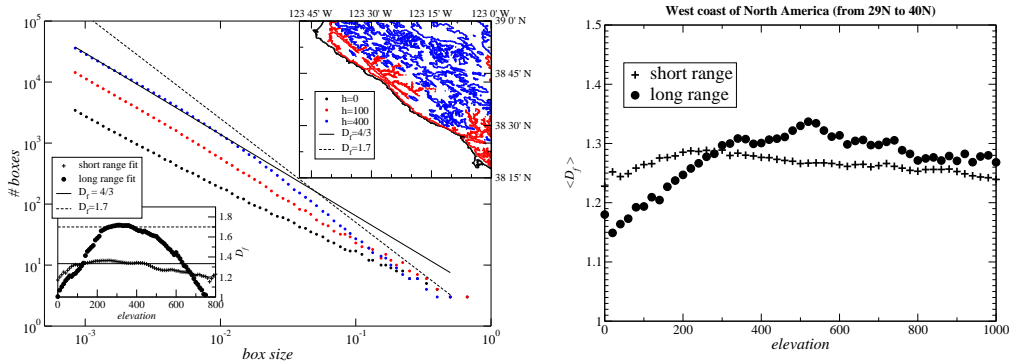 123 45' W 123 30' W 123 15' W 123 0' W
39 0' N
38 45' N
38 30' N
38 15' N
h=0
h=100
h=400
D_f=4/3
D_f=1.7
10^5
10^4
10^3
10^2
10^1
10^0
# boxes
short range fit
long range fit
D_f = 4/3
D_f=1.7
1.8
1.6
1.4
1.2
D_f
0 200 400 600 800
elevation
10^-3 10^-2 10^-1 10^0
box size
West coast of North America (from 29N to 40N)
1.5
1.4
1.3
1.2
1.1
1
<D_f>
short range
long range
0 200 400 600 800 1000
elevation